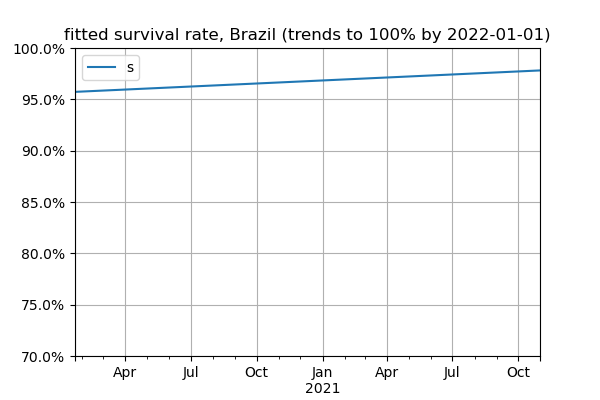 fitted survival rate, Brazil (trends to 100% by 2022-01-01)
100.0%
s
95.0%
90.0%
85.0%
80.0%
75.0%
70.0%
Apr Jul Oct Jan Apr Jul Oct
2021